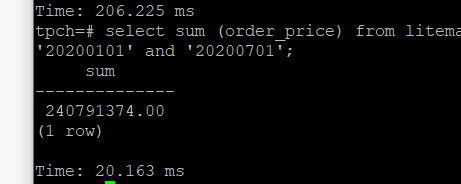 Time: 206.225 ms
tpch=# select sum (order_price) from litema
'20200101' and '20200701';
sum
--------------
240791374.00
(1 row)
Time: 20.163 ms